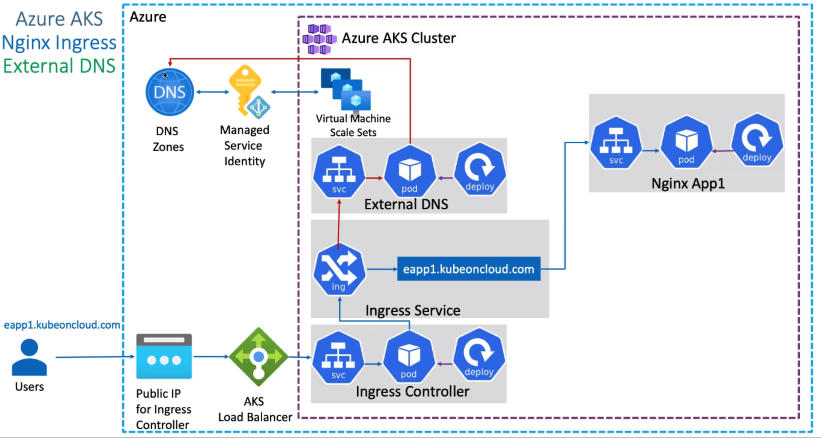 Azure AKS
Nginx Ingress
External DNS
Azure
Azure AKS Cluster
DNS
DNS
Zones
Managed
Service
Identity
Virtual Machine
Scale Sets
svc
pod
deploy
External DNS
svc
pod
deploy
Nginx App1
ing
eapp1.kubeoncloud.com
Ingress Service
eapp1.kubeoncloud.com
Users
Public IP
for Ingress
Controller
AKS
Load Balancer
svc
pod
deploy
Ingress Controller